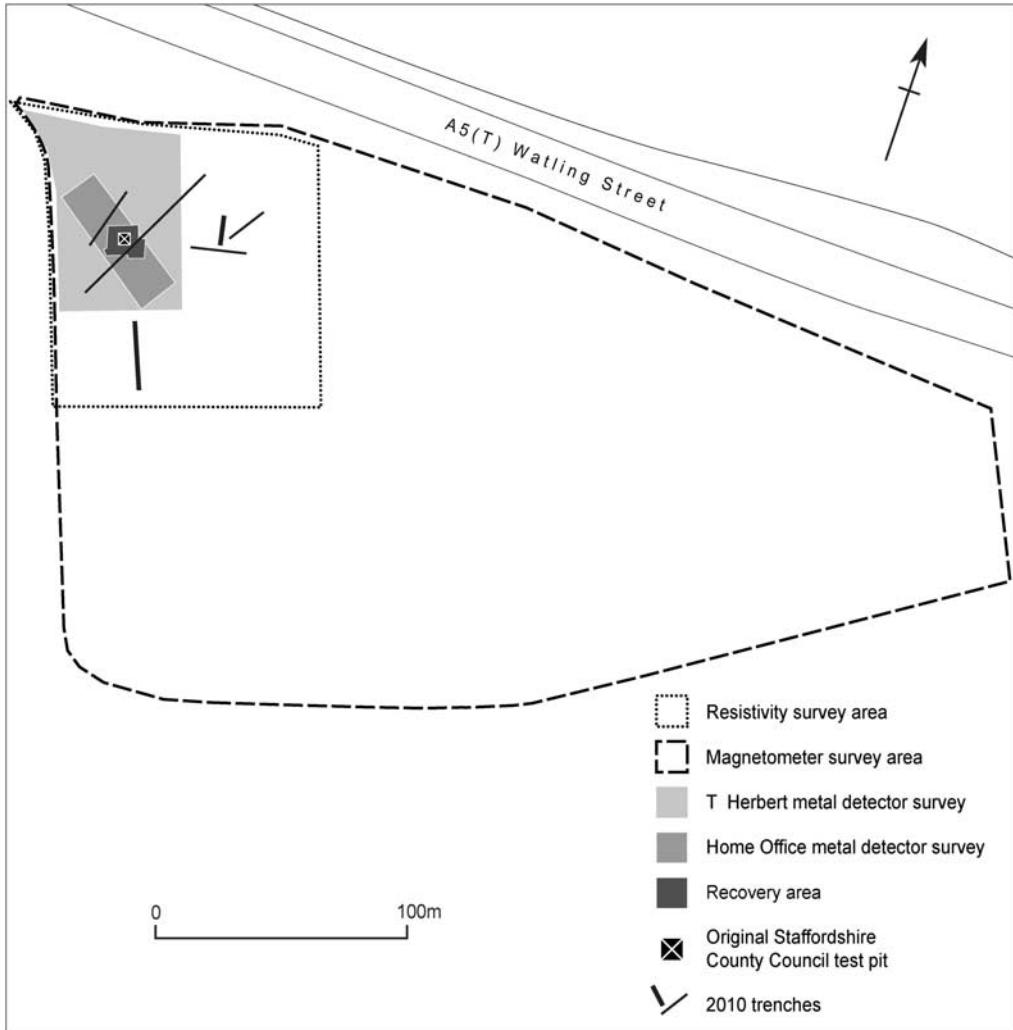 A5(T) Watling Street
Resistivity survey area
Magnetometer survey area
T Herbert metal detector survey
Home Office metal detector survey
Recovery area
Original Staffordshire
County Council test pit
2010 trenches
0 100m